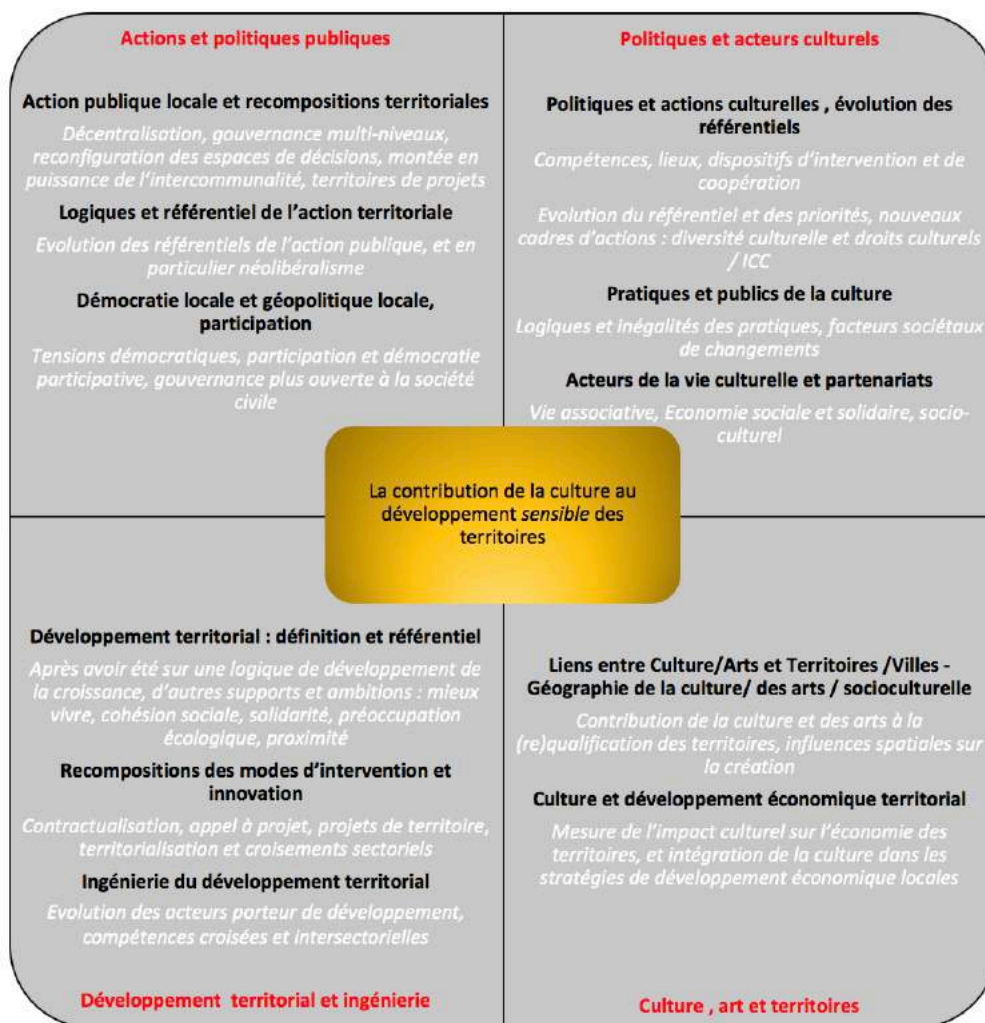 Actions et politiques publiques
Action publique locale et recompositions territoriales
Décentralisation, gouvernance multi-niveaux,
reconfiguration des espaces de décisions, montée en
puissance de l'intercommunalité, territoires de projets
Logiques et référentiel de l'action territoriale
Evolution des référentiels de l'action publique, et en
particulier néolibéralisme
Démocratie locale et géopolitique locale,
participation
Tensions démocratiques, participation et démocratie
participative, gouvernance plus ouverte à la société
civile
Politiques et acteurs culturels
Politiques et actions culturelles , évolution des
référentiels
Compétences, lieux, dispositifs d'intervention et de
coopération
Evolution du référentiel et des priorités, nouveaux
cadres d'actions : diversité culturelle et droits culturels
/ ICC
Pratiques et publics de la culture
Logiques et inégalités des pratiques, facteurs sociétaux
de changements
Acteurs de la vie culturelle et partenariats
Vie associative, Economie sociale et solidaire, socio-
culturel
La contribution de la culture au
développement sensible des
territoires
Développement territorial : définition et référentiel
Après avoir été sur une logique de développement de
la croissance, d'autres supports et ambitions : mieux
vivre, cohésion sociale, solidarité, préoccupation
écologique, proximité
Recompositions des modes d'intervention et
innovation
Contractualisation, appel à projet, projets de territoire,
territorialisation et croisements sectoriels
Ingénierie du développement territorial
Evolution des acteurs porteur de développement,
compétences croisées et intersectorielles
Développement territorial et ingénierie
Liens entre Culture/Arts et Territoires /Villes -
Géographie de la culture/ des arts / socioculturelle
Contribution de la culture et des arts à la
(re)qualification des territoires, influences spatiales sur
la création
Culture et développement économique territorial
Mesure de l'impact culturel sur l'économie des
territoires, et intégration de la culture dans les
stratégies de développement économique locales
Culture , art et territoires